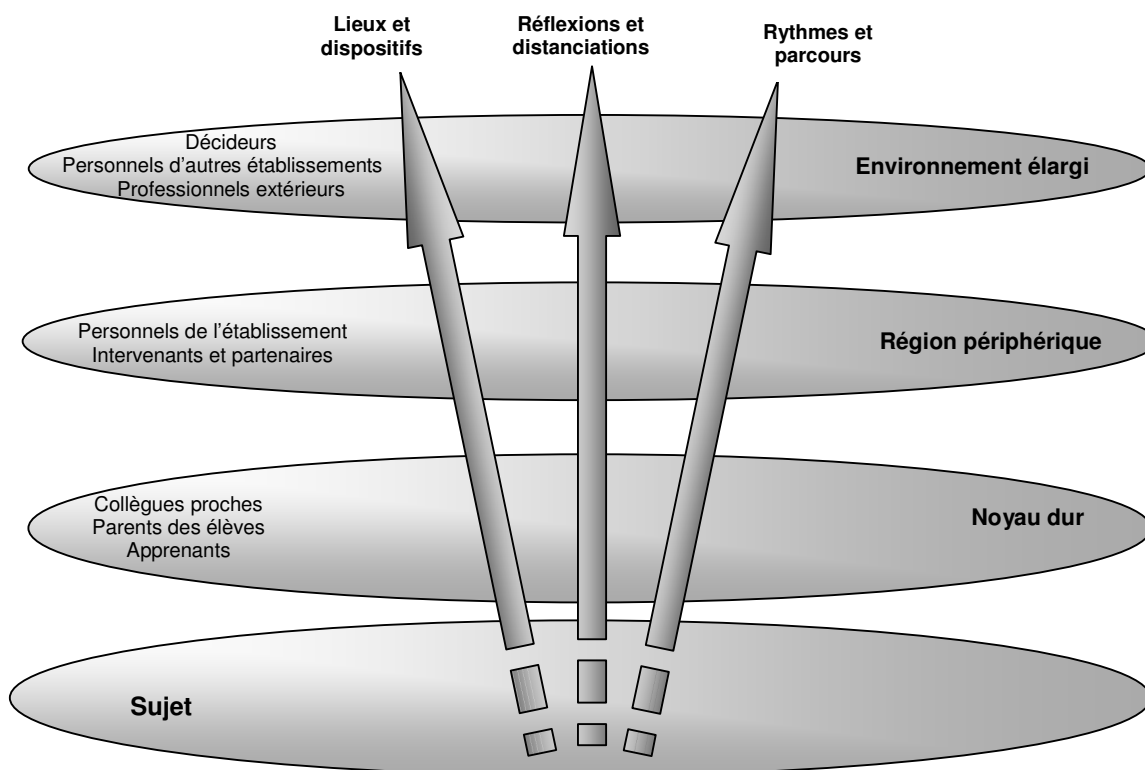 Lieux et
dispositifs
Réflexions et
distanciations
Rythmes et
parcours
Décideurs
Personnels d’autres établissements
Professionnels extérieurs
Environnement élargi
Personnels de l’établissement
Intervenants et partenaires
Région périphérique
Collègues proches
Parents des élèves
Apprenants
Noyau dur
Sujet